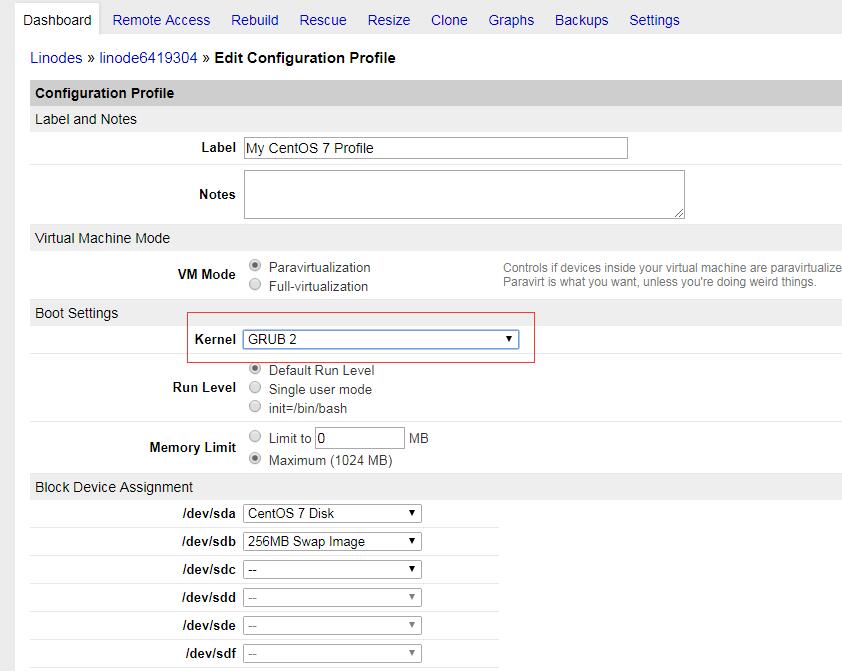 Dashboard Remote Access Rebuild Rescue Resize Clone Graphs Backups Settings
Linodes » linode6419304 » Edit Configuration Profile
Configuration Profile
Label and Notes
Label My CentOS 7 Profile
Notes
Virtual Machine Mode
VM Mode
Paravirtualization
Full-virtualization
Controls if devices inside your virtual machine are paravirtualize
Paravirt is what you want, unless you're doing weird things.
Boot Settings
Kernel GRUB 2
Run Level
Default Run Level
Single user mode
init=/bin/bash
Memory Limit
Limit to 0 MB
Maximum (1024 MB)
Block Device Assignment
/dev/sda CentOS 7 Disk
/dev/sdb 256MB Swap Image
/dev/sdc --
/dev/sdd --
/dev/sde --
/dev/sdf --